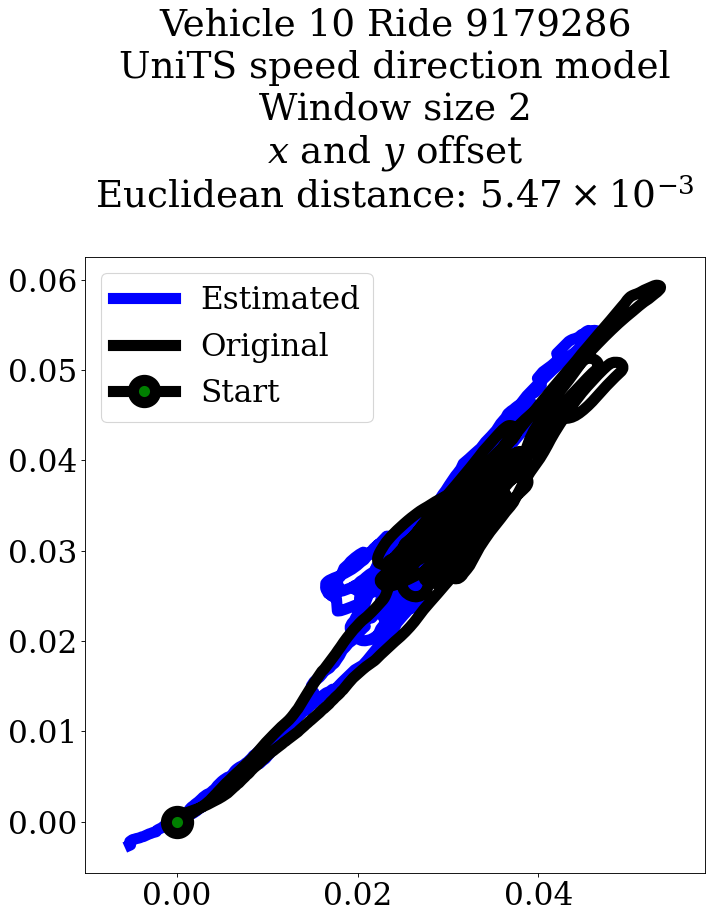 Vehicle 10 Ride 9179286
UniTS speed direction model
Window size 2
x and y offset
Euclidean distance: 5.47 × 10⁻³
Estimated
Original
Start
0.06
0.05
0.04
0.03
0.02
0.01
0.00
0.00 0.02 0.04